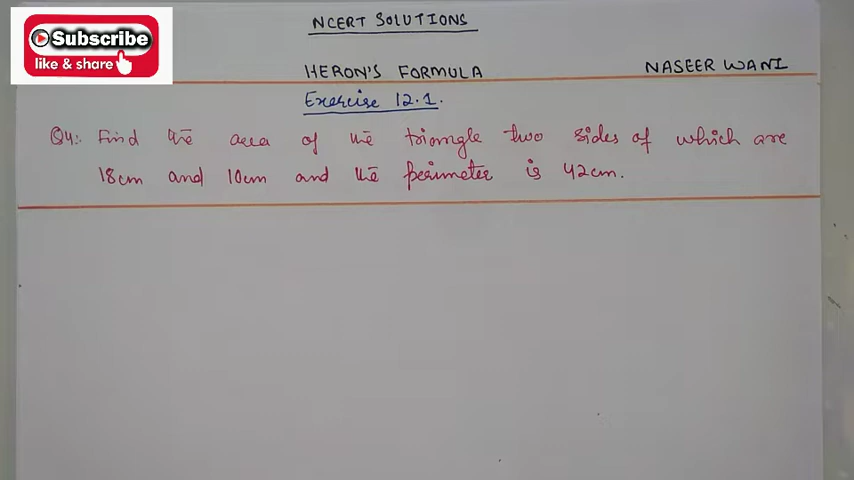 NCERT SOLUTIONS
Subscribe
like & share
HERON'S FORMULA
NASEER WANI
Exercise 12.1.
Q4:- Find the area of the triangle two sides of which are
18cm and 10cm and the perimeter is 42cm.